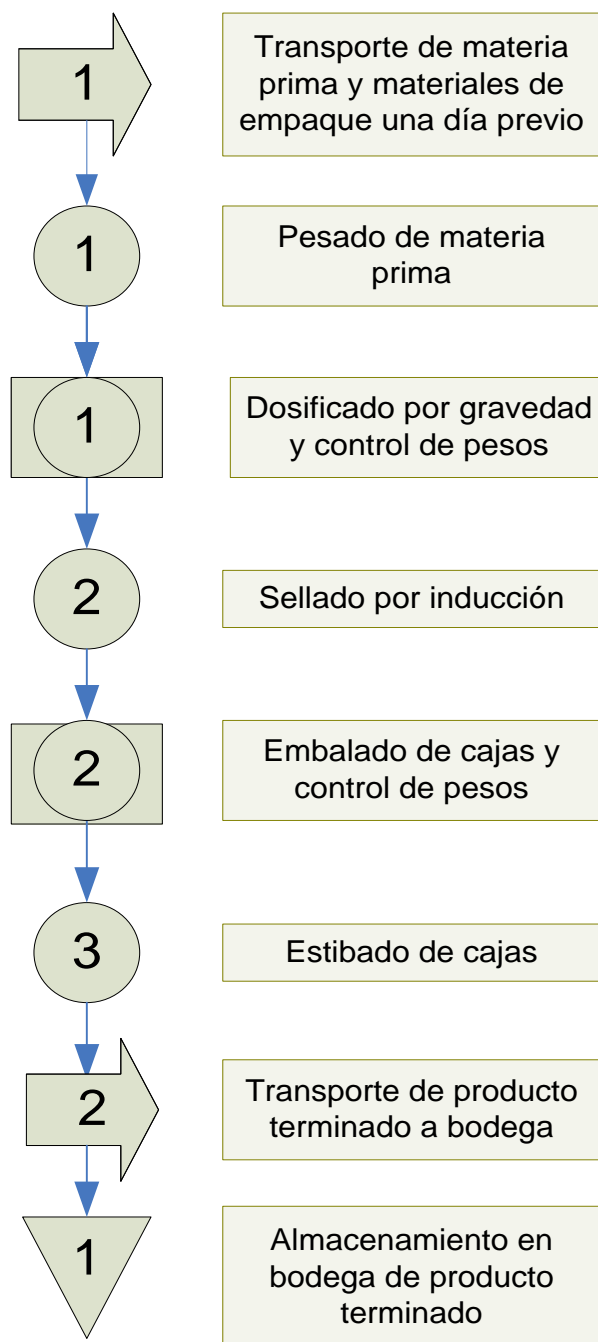 1
Transporte de materia
prima y materiales de
empaque una día previo
1
Pesado de materia
prima
1
Dosificado por gravedad
y control de pesos
2
Sellado por inducción
2
Embalado de cajas y
control de pesos
3
Estibado de cajas
2
Transporte de producto
terminado a bodega
1
Almacenamiento en
bodega de producto
terminado